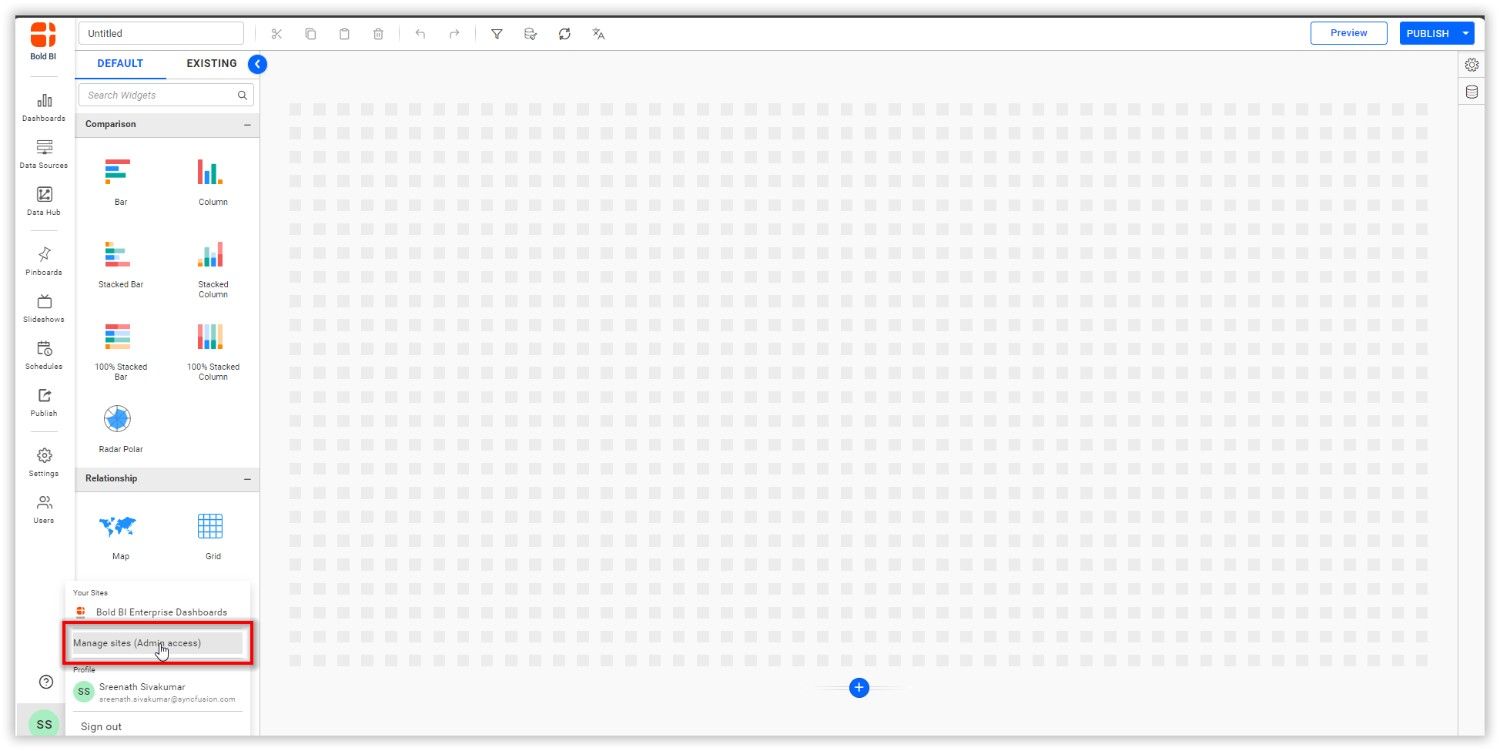 Untitled
Preview
PUBLISH
Bold BI
Dashboards
Data Sources
Data Hub
Pinboards
Slideshows
Schedules
Publish
Settings
Users
DEFAULT
EXISTING
Search Widgets
Comparison
Bar
Column
Stacked Bar
Stacked
Column
100% Stacked
Bar
100% Stacked
Column
Radar Polar
Relationship
Map
Grid
Your Sites
Bold BI Enterprise Dashboards
Manage sites (Admin access)
Profile
SS
Sreenath Sivakumar
sreenath.sivakumar@syncfusion.com
SS
Sign out